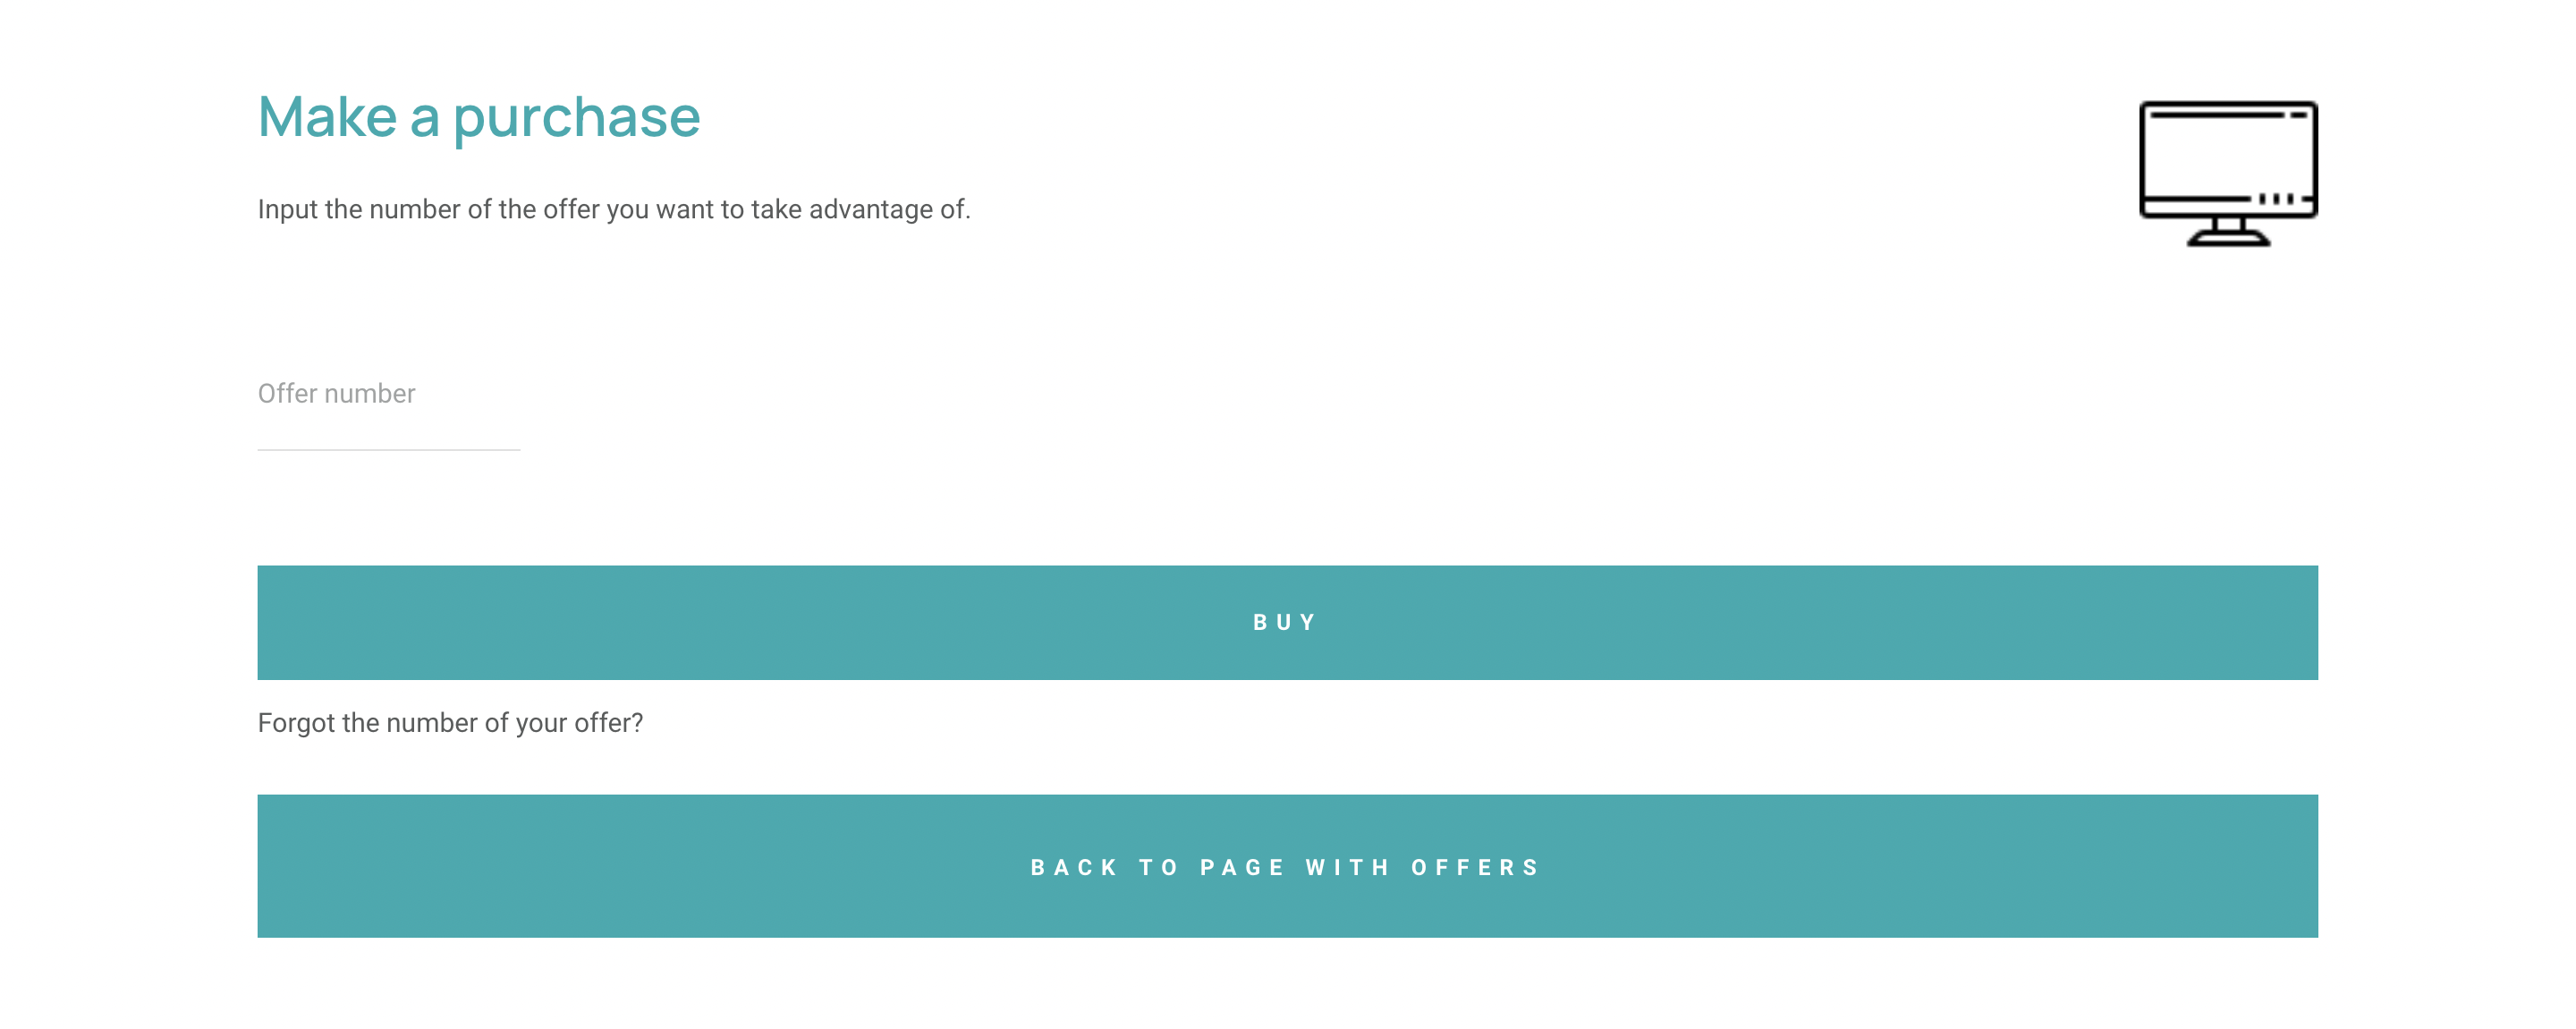 Make a purchase
Input the number of the offer you want to take advantage of.
Offer number
BUY
Forgot the number of your offer?
BACK TO PAGE WITH OFFERS